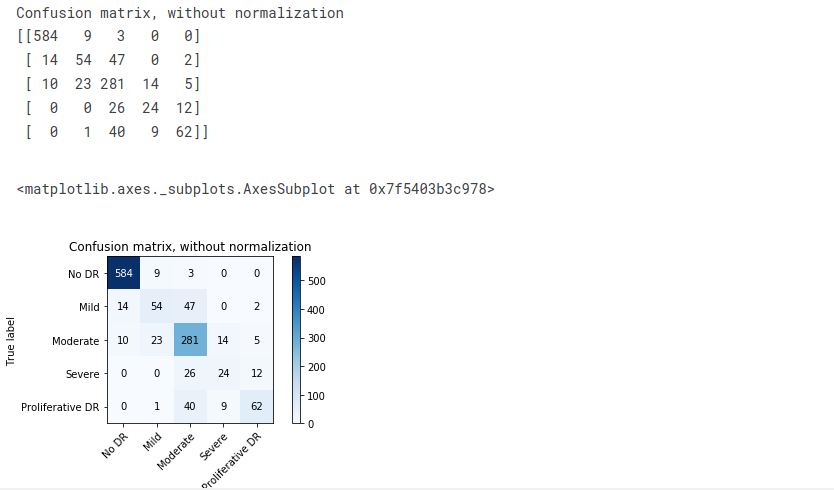 Confusion matrix, without normalization
[[584 9 3 0 0]
[ 14 54 47 0 2]
[ 10 23 281 14 5]
[ 0 0 26 24 12]
[ 0 1 40 9 62]]
<matplotlib.axes._subplots.AxesSubplot at 0x7f5403b3c978>
Confusion matrix, without normalization
True label
No DR 584 9 3 0 0
Mild 14 54 47 0 2
Moderate 10 23 281 14 5
Severe 0 0 26 24 12
Proliferative DR 0 1 40 9 62
No DR Mild Moderate Severe Proliferative DR
500
400
300
200
100
0